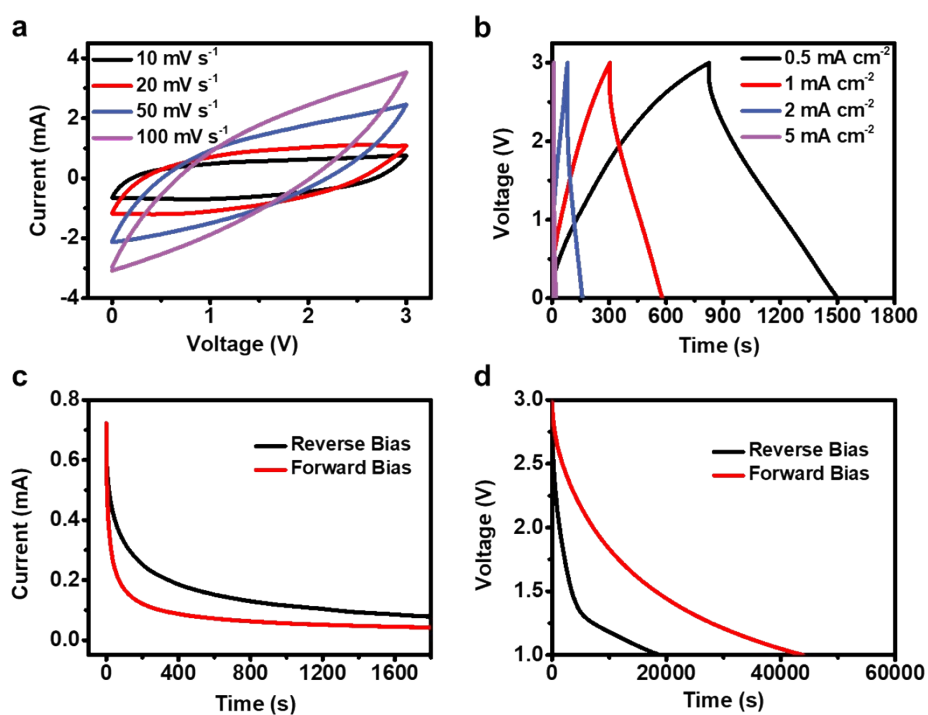 a
10 mV s⁻¹
20 mV s⁻¹
50 mV s⁻¹
100 mV s⁻¹
4
2
0
-2
-4
Current (mA)
0 1 2 3
Voltage (V)
b
0.5 mA cm⁻²
1 mA cm⁻²
2 mA cm⁻²
5 mA cm⁻²
3
2
1
0
Voltage (V)
0 300 600 900 1200 1500 1800
Time (s)
c
Reverse Bias
Forward Bias
0.8
0.6
0.4
0.2
0.0
Current (mA)
0 400 800 1200 1600
Time (s)
d
Reverse Bias
Forward Bias
3.0
2.5
2.0
1.5
1.0
Voltage (V)
0 20000 40000 60000
Time (s)